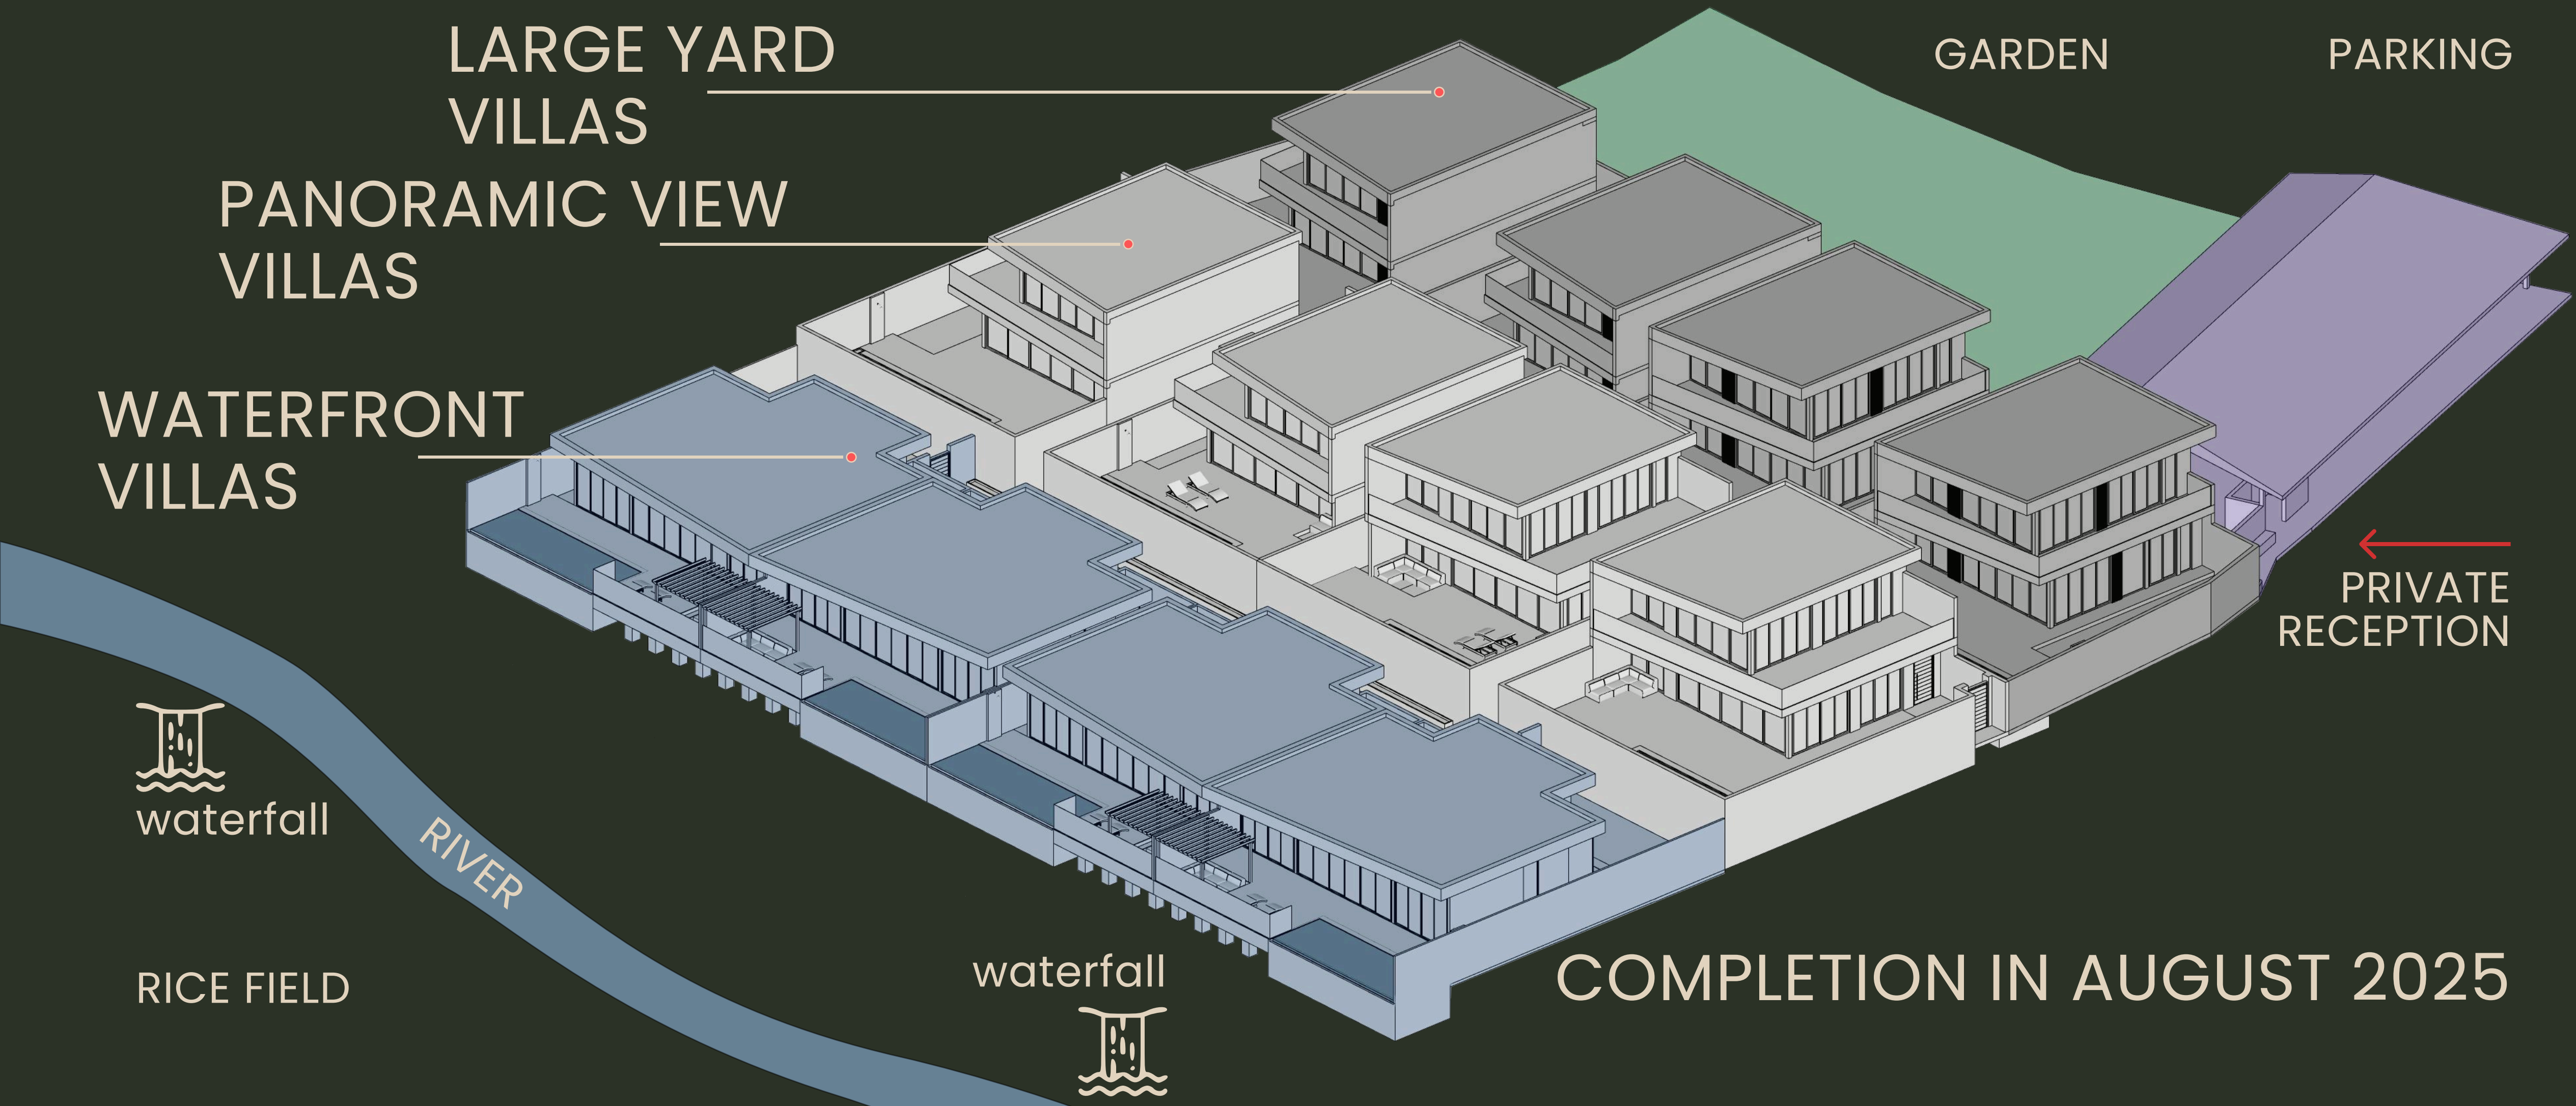 LARGE YARD
VILLAS
GARDEN
PARKING
PANORAMIC VIEW
VILLAS
WATERFRONT
VILLAS
PRIVATE
RECEPTION
waterfall
RIVER
RICE FIELD
waterfall
COMPLETION IN AUGUST 2025